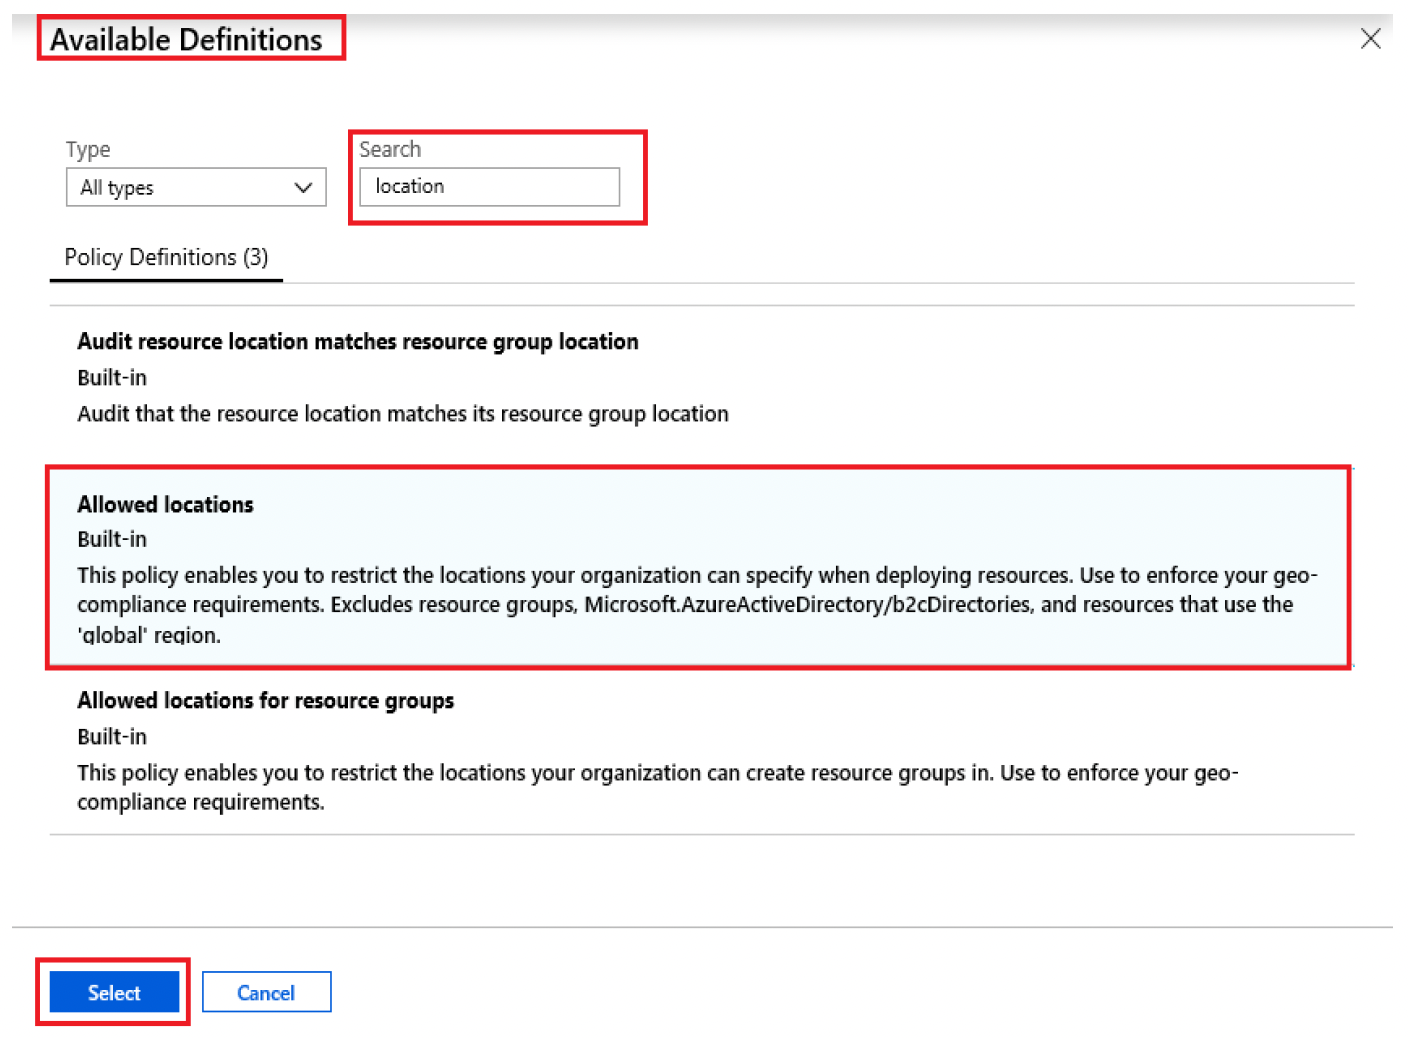 Available Definitions
Type
Search
All types
location
Policy Definitions (3)
Audit resource location matches resource group location
Built-in
Audit that the resource location matches its resource group location
Allowed locations
Built-in
This policy enables you to restrict the locations your organization can specify when deploying resources. Use to enforce your geo-
compliance requirements. Excludes resource groups, Microsoft.AzureActiveDirectory/b2cDirectories, and resources that use the
'global' region.
Allowed locations for resource groups
Built-in
This policy enables you to restrict the locations your organization can create resource groups in. Use to enforce your geo-
compliance requirements.
Select
Cancel